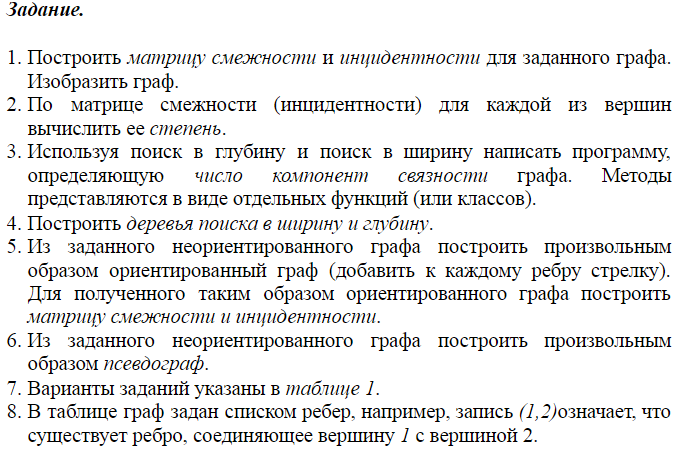 Задание.
1. Построить матрицу смежности и инцидентности для заданного графа.
Изобразить граф.
2. По матрице смежности (инцидентности) для каждой из вершин
вычислить ее степень.
3. Используя поиск в глубину и поиск в ширину написать программу,
определяющую число компонент связности графа. Методы
представляются в виде отдельных функций (или классов).
4. Построить деревья поиска в ширину и глубину.
5. Из заданного неориентированного графа построить произвольным
образом ориентированный граф (добавить к каждому ребру стрелку).
Для полученного таким образом ориентированного графа построить
матрицу смежности и инцидентности.
6. Из заданного неориентированного графа построить произвольным
образом псевдограф.
7. Варианты заданий указаны в таблице 1.
8. В таблице граф задан списком ребер, например, запись (1,2)означает, что
существует ребро, соединяющее вершину 1 с вершиной 2.